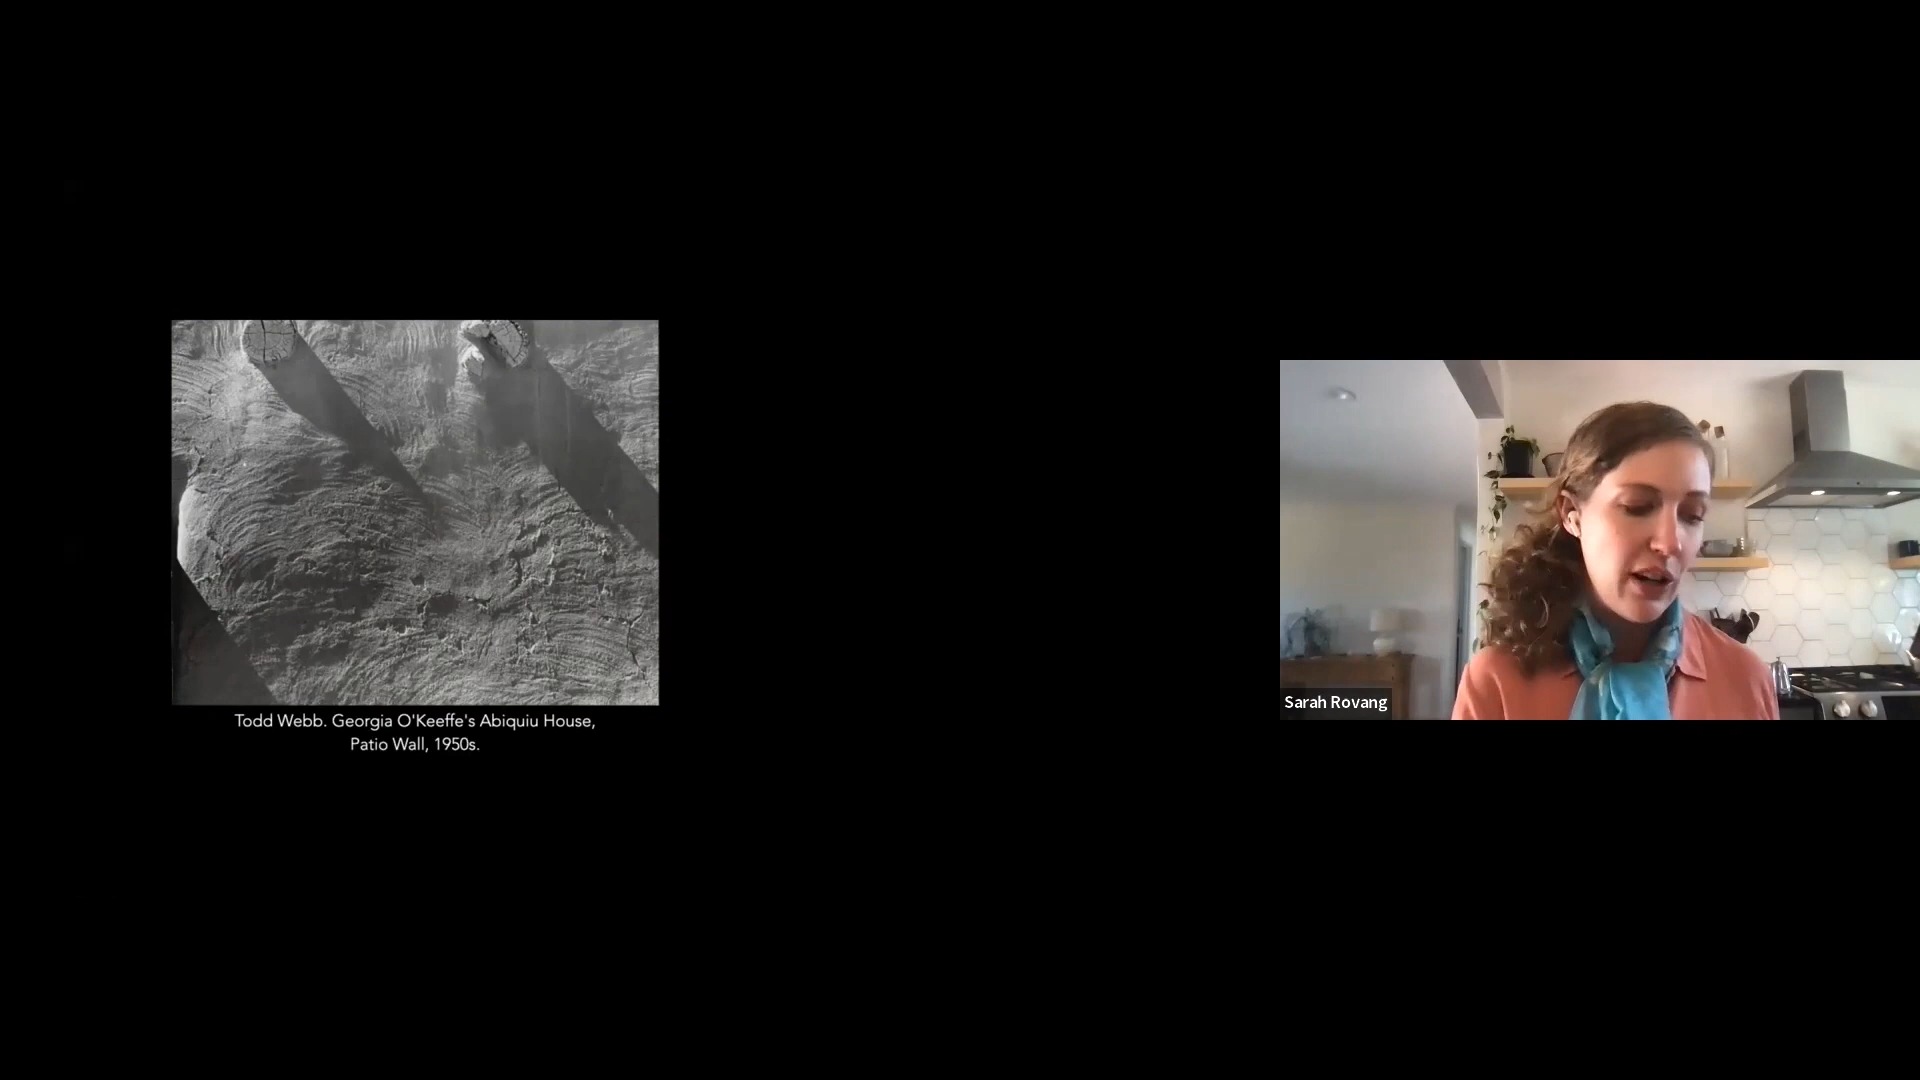 Todd Webb. Georgia O'Keeffe's Abiquiu House,
Patio Wall, 1950s.
Sarah Rovang